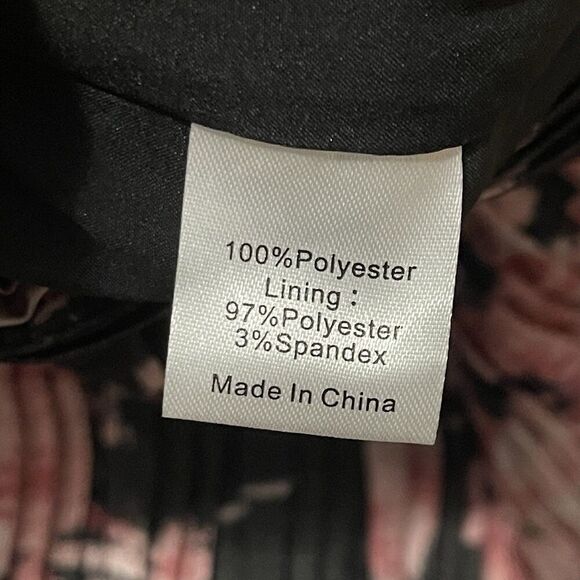 100%Polyester
Lining :
97%Polyester
3%Spandex
Made In China